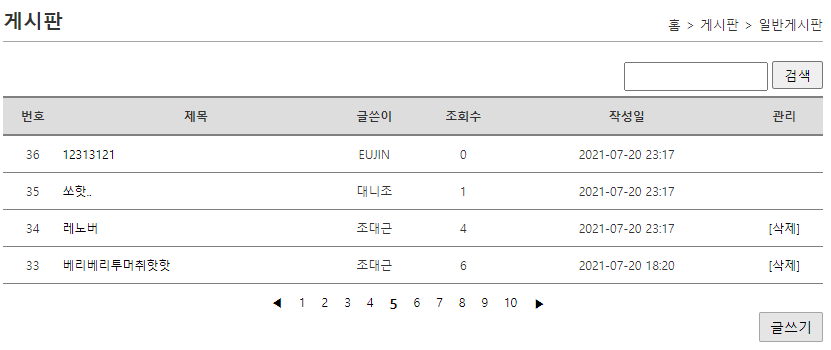 게시판
홈 > 게시판 > 일반게시판
검색
번호 제목 글쓴이 조회수 작성일 관리
36 12313121 EUJIN 0 2021-07-20 23:17
35 쏘핫.. 대니조 1 2021-07-20 23:17
34 레노버 조대근 4 2021-07-20 23:17 [삭제]
33 베리베리투머취핫핫 조대근 6 2021-07-20 18:20 [삭제]
◀ 1 2 3 4 5 6 7 8 9 10 ▶
글쓰기